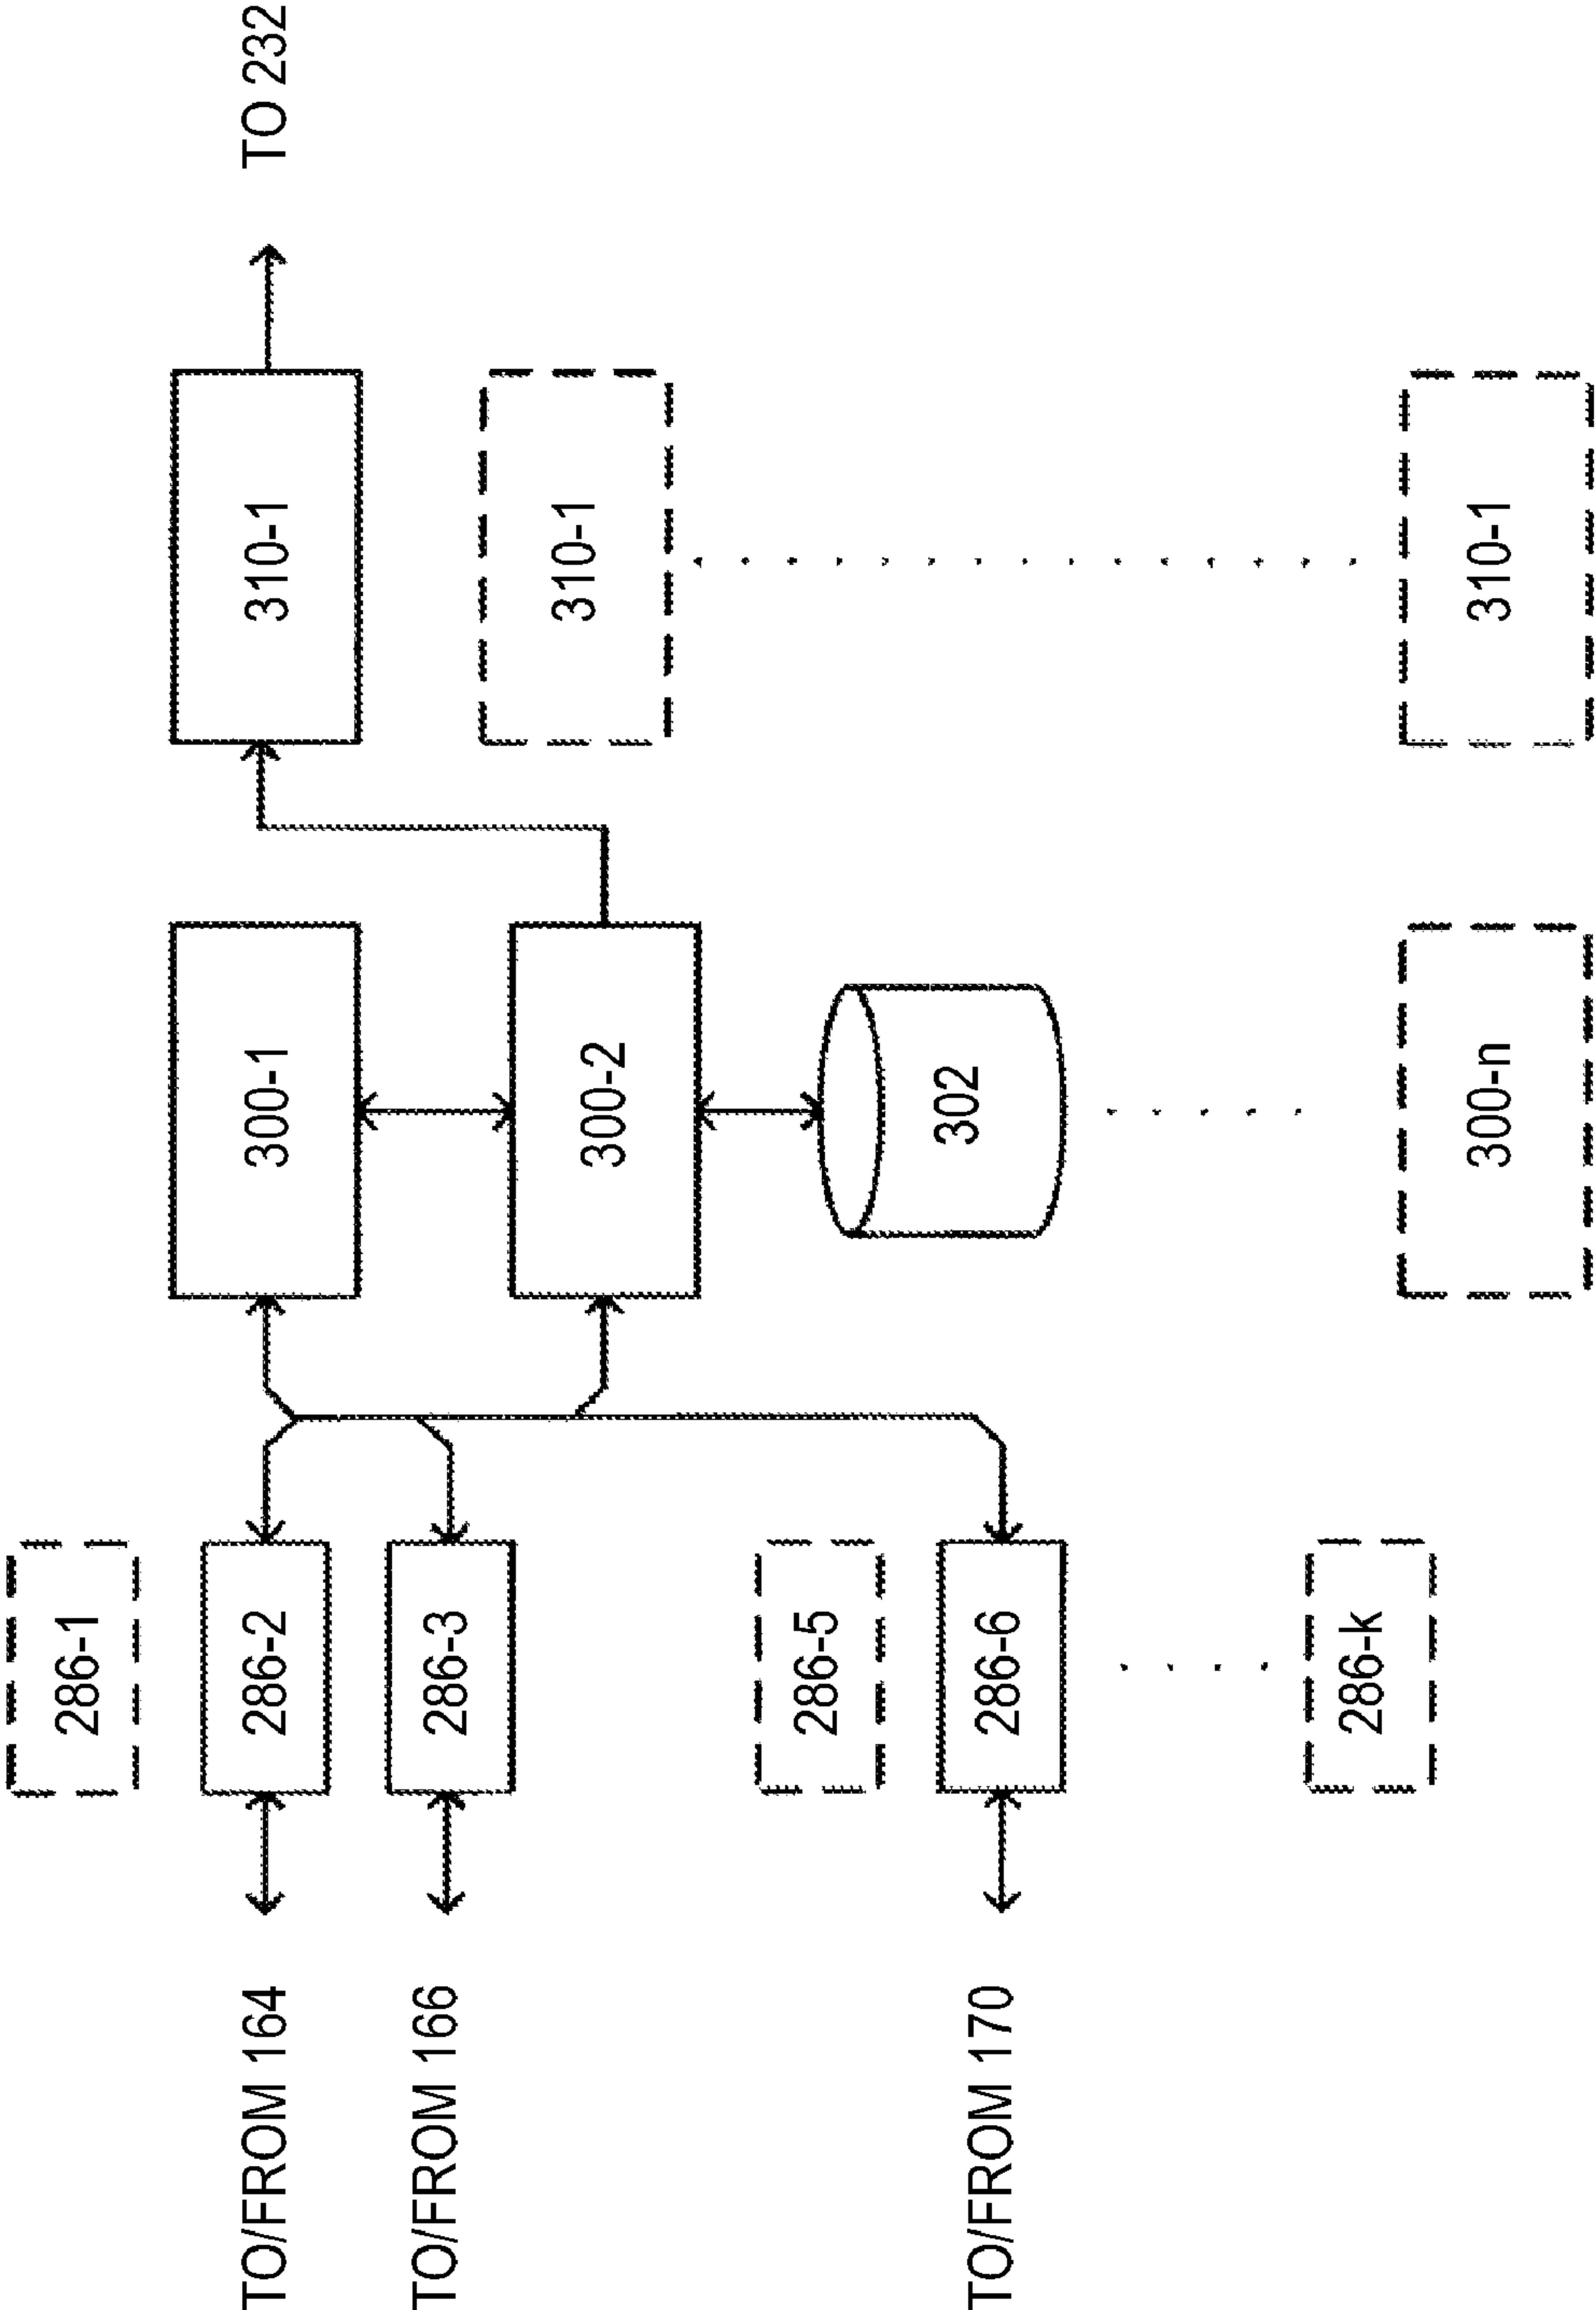 286-1
TO/FROM 164
286-2
300-1
310-1
TO 232
TO/FROM 166
286-3
300-2
310-1
286-5
302
TO/FROM 170
286-6
286-k
300-n
310-1